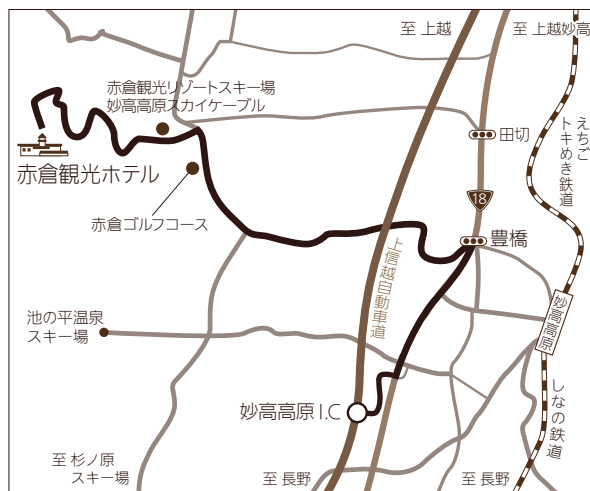 至 上越
至 上越妙高
赤倉観光リゾートスキー場
妙高高原スカイケーブル
赤倉観光ホテル
赤倉ゴルフコース
田切
えちご
トキめき鉄道
18
豊橋
上信越自動車道
妙高高原
池の平温泉
スキー場
妙高高原I.C
しなの鉄道
至 杉ノ原
スキー場
至 長野
至 長野